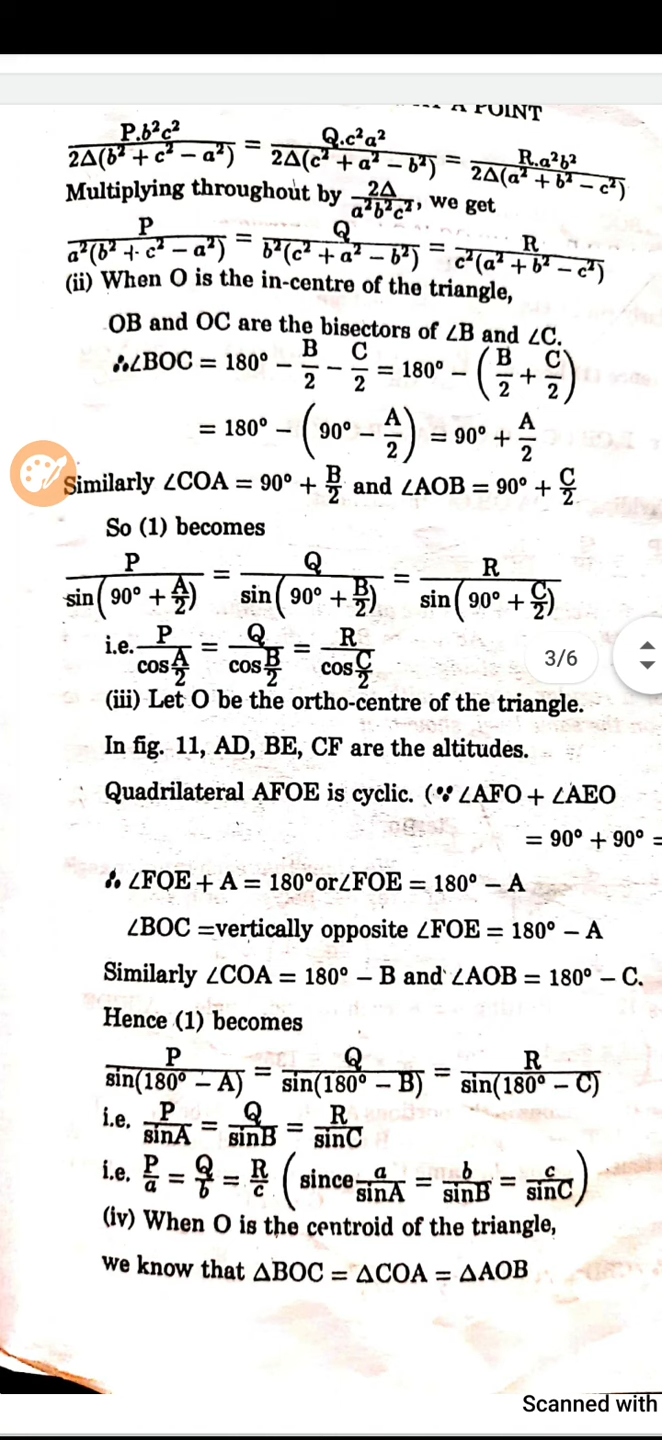 A POINT
P.b²c² / 2Δ(b² + c² − a²) = Q.c²a² / 2Δ(c² + a² − b²) = R.a²b² / 2Δ(a² + b² − c²)
Multiplying throughout by 2Δ / a²b²c², we get
P / a²(b² + c² − a²) = Q / b²(c² + a² − b²) = R / c²(a² + b² − c²)
(ii) When O is the in-centre of the triangle,
OB and OC are the bisectors of ∠B and ∠C.
∴∠BOC = 180° − B/2 − C/2 = 180° − (B/2 + C/2)
= 180° − (90° − A/2) = 90° + A/2
Similarly ∠COA = 90° + B/2 and ∠AOB = 90° + C/2
So (1) becomes
P / sin(90° + A/2) = Q / sin(90° + B/2) = R / sin(90° + C/2)
i.e. P / cos A/2 = Q / cos B/2 = R / cos C/2
3/6
(iii) Let O be the ortho-centre of the triangle.
In fig. 11, AD, BE, CF are the altitudes.
Quadrilateral AFOE is cyclic. (∵ ∠AFO + ∠AEO
= 90° + 90° =
∴ ∠FOE + A = 180° or ∠FOE = 180° − A
∠BOC = vertically opposite ∠FOE = 180° − A
Similarly ∠COA = 180° − B and ∠AOB = 180° − C.
Hence (1) becomes
P / sin(180° − A) = Q / sin(180° − B) = R / sin(180° − C)
i.e. P / sinA = Q / sinB = R / sinC
i.e. P/a = Q/b = R/c (since a / sinA = b / sinB = c / sinC)
(iv) When O is the centroid of the triangle,
we know that ΔBOC = ΔCOA = ΔAOB
Scanned with